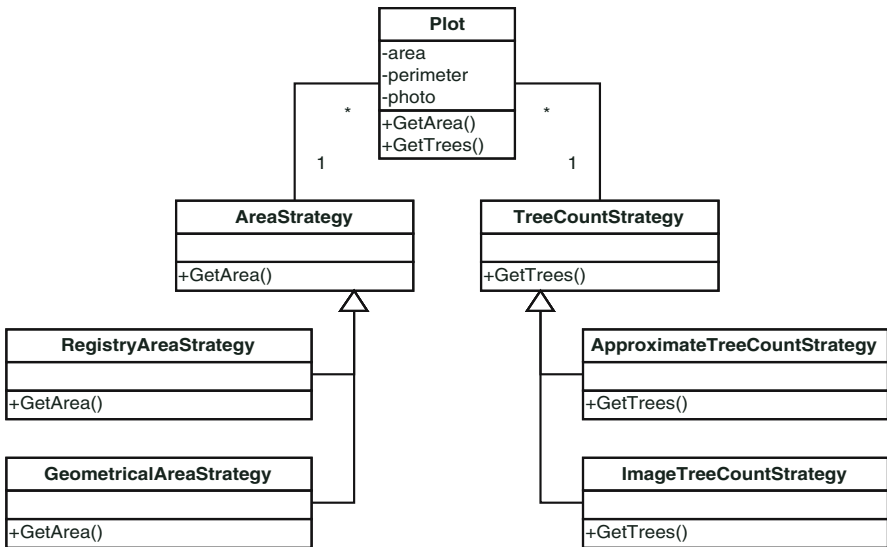 Plot
-area
-perimeter
-photo
+GetArea()
+GetTrees()
*
*
1
1
AreaStrategy
+GetArea()
TreeCountStrategy
+GetTrees()
RegistryAreaStrategy
+GetArea()
ApproximateTreeCountStrategy
+GetTrees()
GeometricalAreaStrategy
+GetArea()
ImageTreeCountStrategy
+GetTrees()